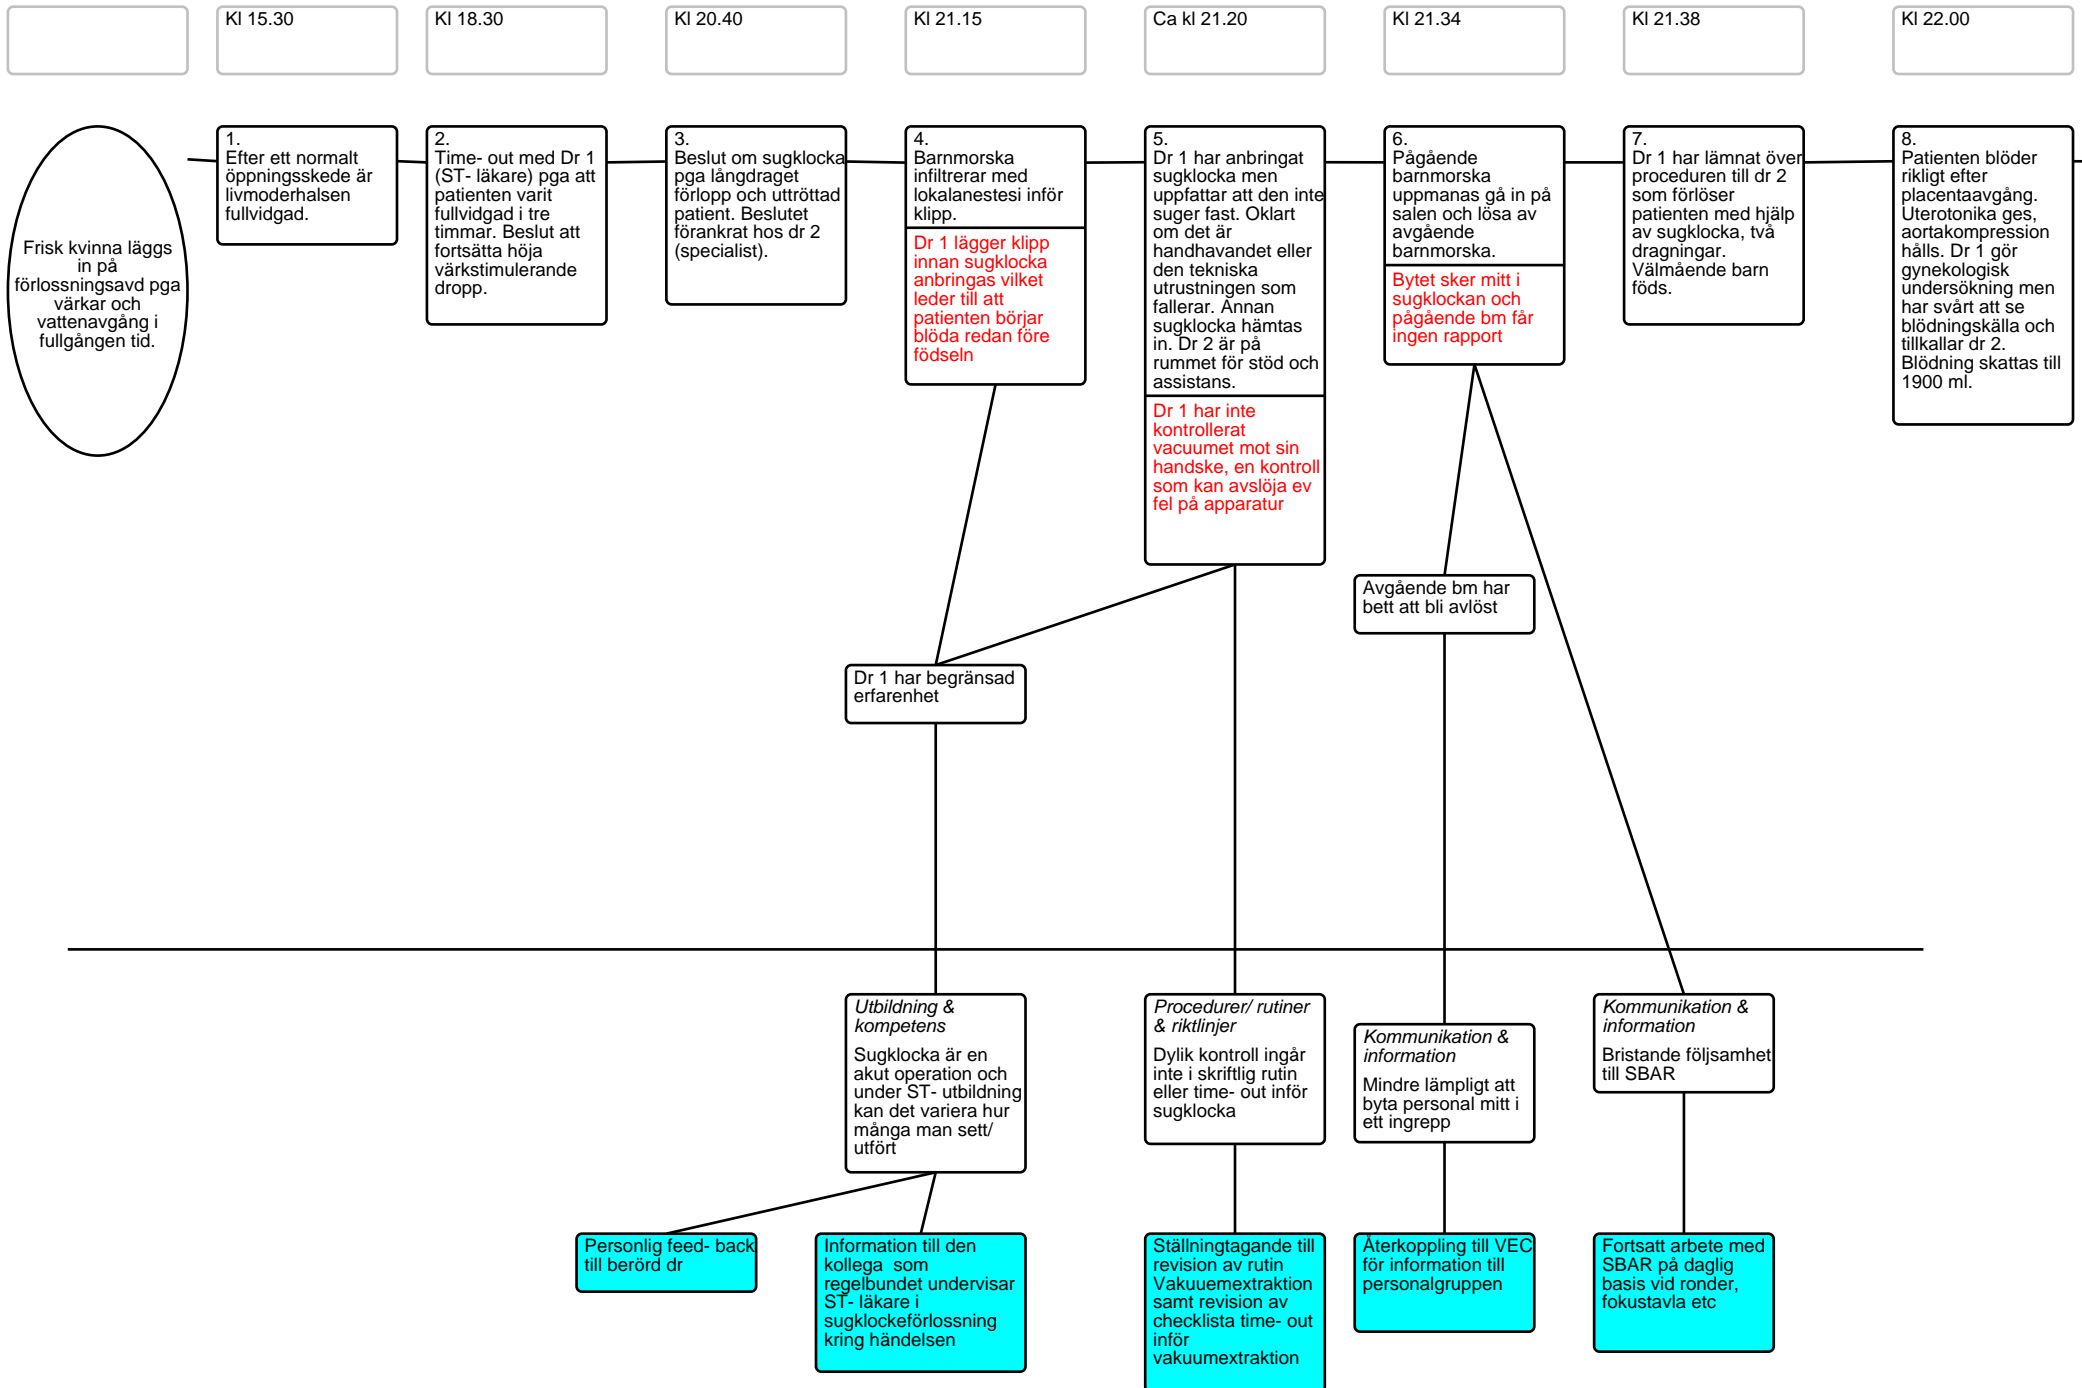 Kl 15.30
Kl 18.30
Kl 20.40
Kl 21.15
Ca kl 21.20
Kl 21.34
Kl 21.38
Kl 22.00
Frisk kvinna läggs
in på
förlossningsavd pga
värkar och
vattenavgång i
fullgången tid.
1.
Efter ett normalt
öppningsskede är
livmoderhalsen
fullvidgad.
2.
Time- out med Dr 1
(ST- läkare) pga att
patienten varit
fullvidgad i tre
timmar. Beslut att
fortsätta höja
värkstimulerande
dropp.
3.
Beslut om sugklocka
pga långdraget
förlopp och uttröttad
patient. Beslutet
förankrat hos dr 2
(specialist).
4.
Barnmorska
infiltrerar med
lokalanestesi inför
klipp.
Dr 1 lägger klipp
innan sugklocka
anbringas vilket
leder till att
patienten börjar
blöda redan före
födseln
5.
Dr 1 har anbringat
sugklocka men
uppfattar att den inte
suger fast. Oklart
om det är
handhavandet eller
den tekniska
utrustningen som
fallerar. Annan
sugklocka hämtas
in. Dr 2 är på
rummet för stöd och
assistans.
Dr 1 har inte
kontrollerat
vacuumet mot sin
handske, en kontroll
som kan avslöja ev
fel på apparatur
6.
Pågående
barnmorska
uppmanas gå in på
salen och lösa av
avgående
barnmorska.
Bytet sker mitt i
sugklockan och
pågående bm får
ingen rapport
7.
Dr 1 har lämnat över
proceduren till dr 2
som förlöser
patienten med hjälp
av sugklocka, två
dragningar.
Välmående barn
föds.
8.
Patienten blöder
rikligt efter
placentaavgång.
Uterotonika ges,
aortakompression
hålls. Dr 1 gör
gynekologisk
undersökning men
har svårt att se
blödningskälla och
tillkallar dr 2.
Blödning skattas till
1900 ml.
Avgående bm har
bett att bli avlöst
Dr 1 har begränsad
erfarenhet
Utbildning &
kompetens
Sugklocka är en
akut operation och
under ST- utbildning
kan det variera hur
många man sett/
utfört
Procedurer/ rutiner
& riktlinjer
Dylik kontroll ingår
inte i skriftlig rutin
eller time- out inför
sugklocka
Kommunikation &
information
Mindre lämpligt att
byta personal mitt i
ett ingrepp
Kommunikation &
information
Bristande följsamhet
till SBAR
Personlig feed- back
till berörd dr
Information till den
kollega  som
regelbundet undervisar
ST- läkare i
sugklockeförlossning
kring händelsen
Ställningtagande till
revision av rutin
Vakuuemextraktion
samt revision av
checklista time- out
inför
vakuumextraktion
Återkoppling till VEC
för information till
personalgruppen
Fortsatt arbete med
SBAR på daglig
basis vid ronder,
fokustavla etc